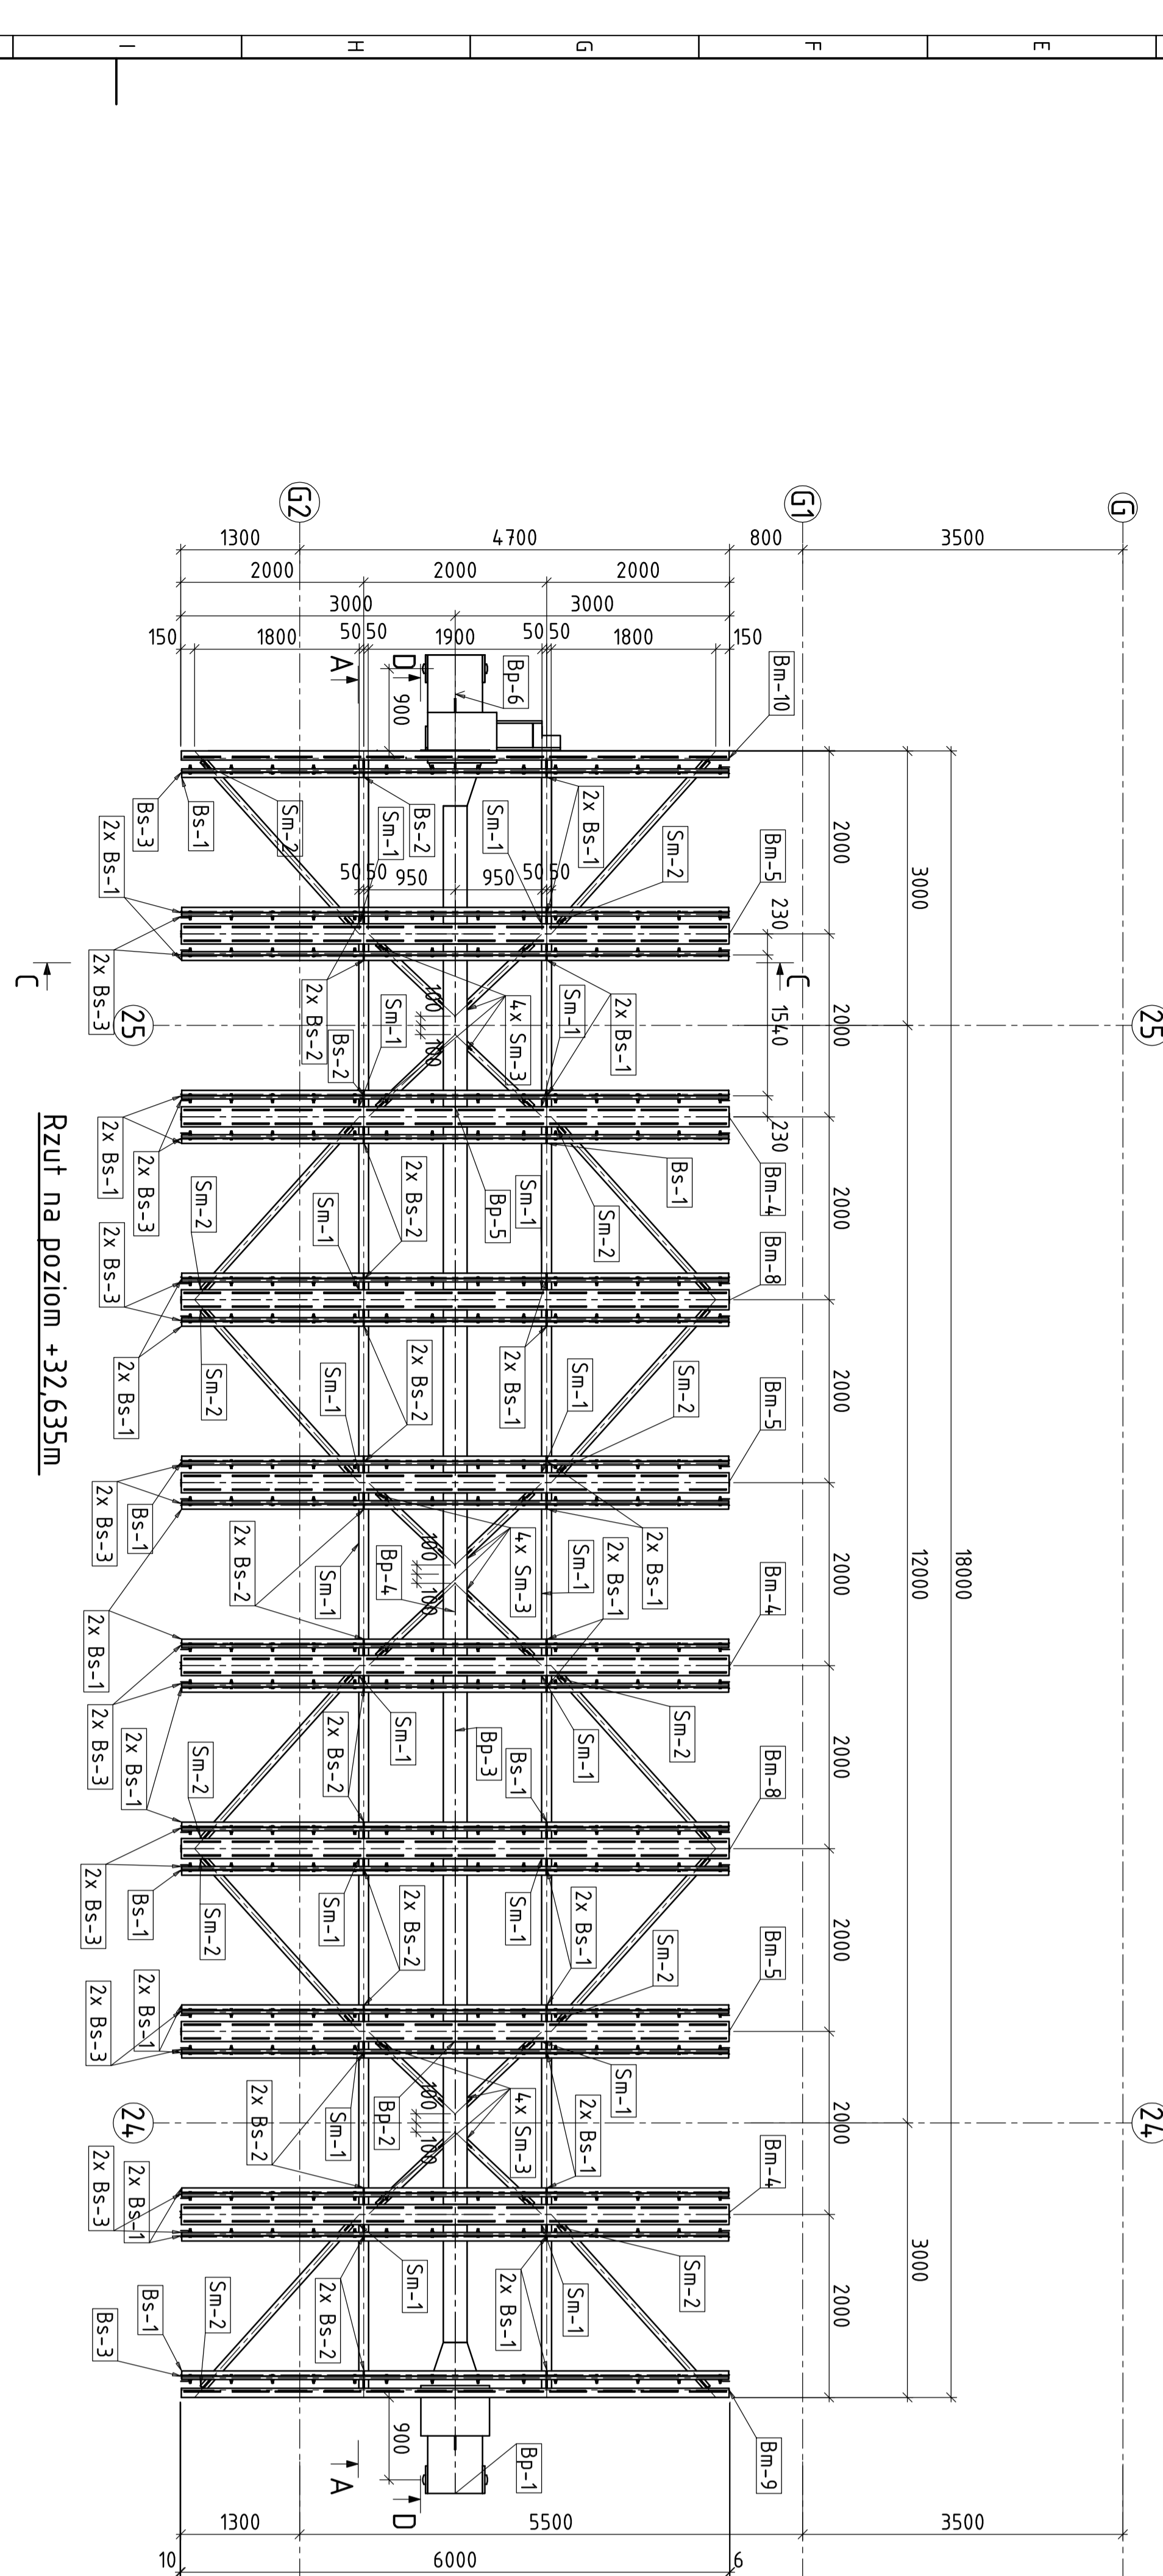 I
H
G
F
E
G2
G1
G
1300
4700
800
3500
2000
2000
2000
3000
3000
150
1800
50
50
1900
50
50
1800
150
A
D
900
Bp-6
Bm-10
18000
12000
3000
2000
Bs-3
Bs-1
Sm-2
Sm-1
Bs-2
Sm-1
2x Bs-1
Sm-2
Bm-5
2x Bs-1
50
50
950
950
50
50
230
2x Bs-3
C
C
2x Bs-2
Sm-1
100
100
4x Sm-3
Sm-1
2x Bs-1
1540
2000
25
25
Bs-2
230
2x Bs-1
2x Bs-3
Sm-2
Sm-1
2x Bs-2
Bp-5
Sm-1
Sm-2
Bs-1
Bm-4
2000
2x Bs-3
Bm-8
Rzut na poziom +32,635m
2x Bs-1
Sm-2
Sm-1
2x Bs-2
2x Bs-1
Sm-1
Sm-2
Bm-5
2000
2x Bs-3
Bs-1
2x Bs-2
Sm-1
Bp-4
100
100
4x Sm-3
Sm-1
2x Bs-1
2x Bs-1
Bm-4
2000
2x Bs-1
2x Bs-3
2x Bs-1
Sm-2
2x Bs-2
Sm-1
Bp-3
Bs-1
Sm-1
Sm-2
Bm-8
2000
2x Bs-3
Bs-1
Sm-2
Sm-1
2x Bs-2
Sm-1
2x Bs-1
Sm-2
Bm-5
2000
2x Bs-3
2x Bs-1
2x Bs-2
Sm-1
Bp-2
100
100
4x Sm-3
2x Bs-1
Sm-1
2000
24
24
Bm-4
2x Bs-3
2x Bs-1
3000
2000
Bs-3
Bs-1
Sm-2
2x Bs-2
Sm-1
2x Bs-1
Sm-1
Sm-2
Bm-9
900
Bp-1
A
D
1300
5500
3500
10
6000
6